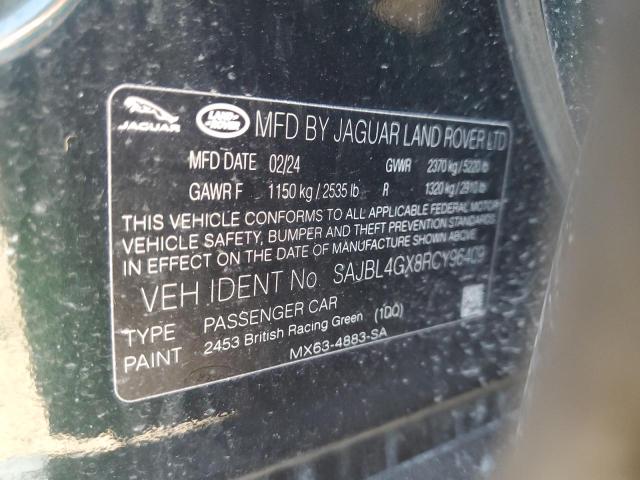 JAGUAR LAND ROVER MFD BY JAGUAR LAND ROVER LTD
MFD DATE 02/24 GVWR 2370 kg / 5220 lb
GAWR F 1150 kg / 2535 lb R 1320 kg / 2910 lb
THIS VEHICLE CONFORMS TO ALL APPLICABLE FEDERAL MOTOR
VEHICLE SAFETY, BUMPER AND THEFT PREVENTION STANDARDS
IN EFFECT ON THE DATE OF MANUFACTURE SHOWN ABOVE
VEH IDENT No. SAJBL4GX8RCY96409
TYPE PASSENGER CAR
PAINT 2453 British Racing Green (1DO)
MX63-4883-SA